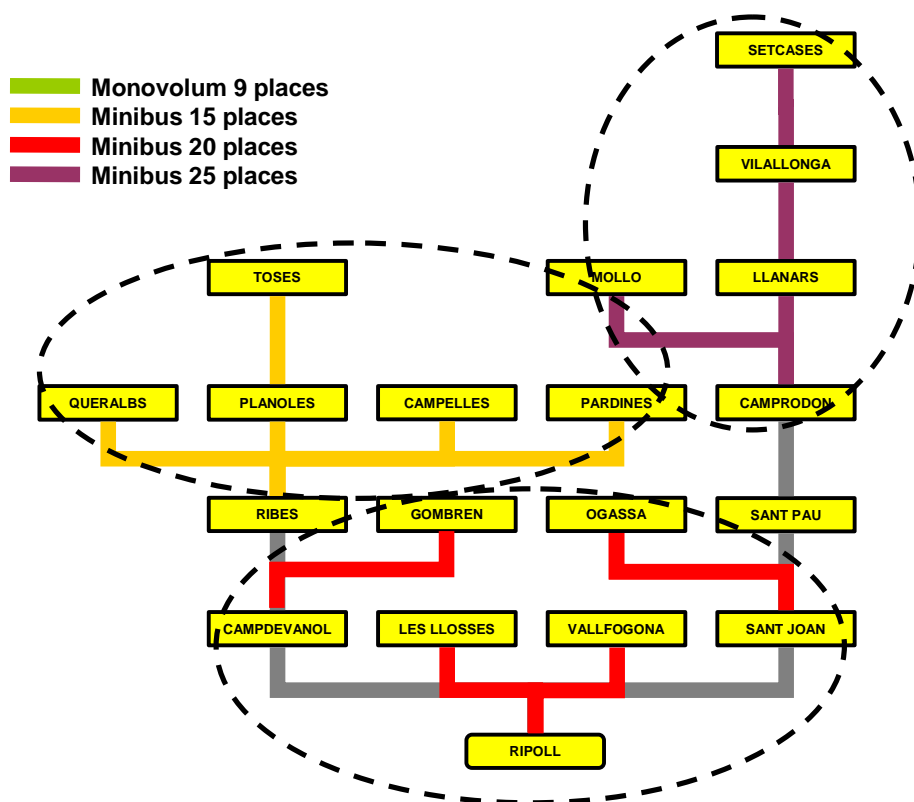 SETCASES
Monovolum 9 places
Minibus 15 places
Minibus 20 places
Minibus 25 places
VILALLONGA
TOSES
MOLLO
LLANARS
QUERALBS
PLANOLES
CAMPELLES
PARDINES
CAMPRODON
RIBES
GOMBREN
OGASSA
SANT PAU
CAMPDEVANOL
LES LLOSSES
VALLFOGONA
SANT JOAN
RIPOLL